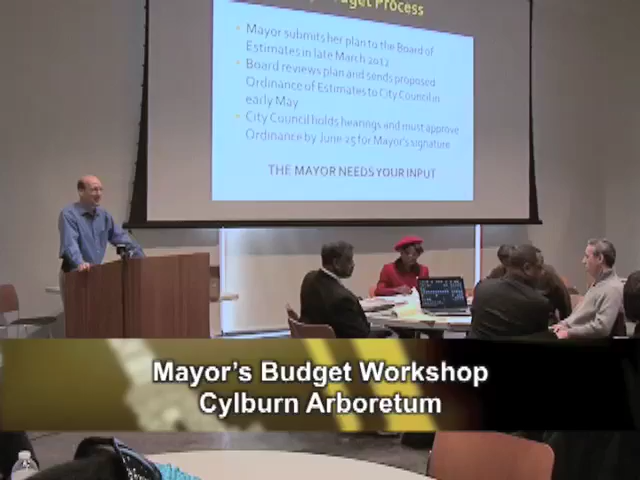 Budget Process
Mayor submits her plan to the Board of
Estimates in late March 2012
Board reviews plan and sends proposed
Ordinance of Estimates to City Council in
early May
City Council holds hearings and must approve
Ordinance by June 25 for Mayor's signature
THE MAYOR NEEDS YOUR INPUT
Mayor's Budget Workshop
Cylburn Arboretum